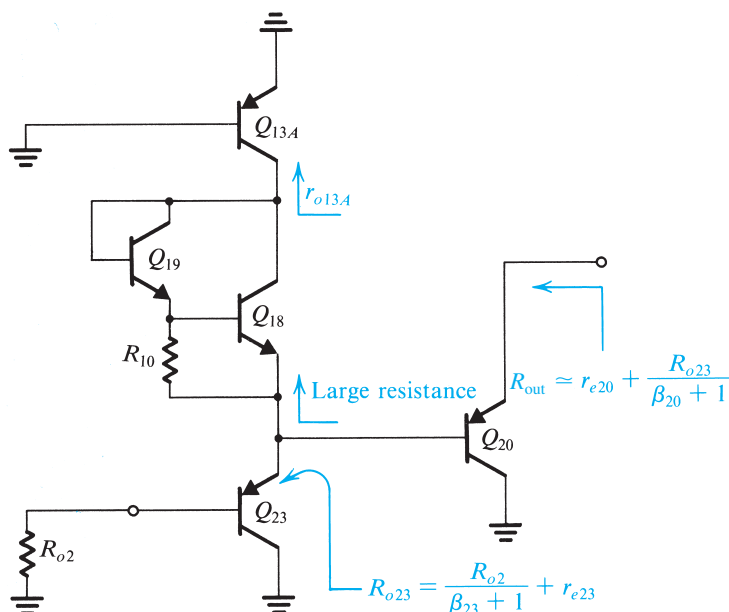 Q13A
ro13A
Q19
Q18
R10
Large resistance
Rout ≃ re20 + Ro23 / (β20 + 1)
Q20
Q23
Ro2
Ro23 = Ro2 / (β23 + 1) + re23